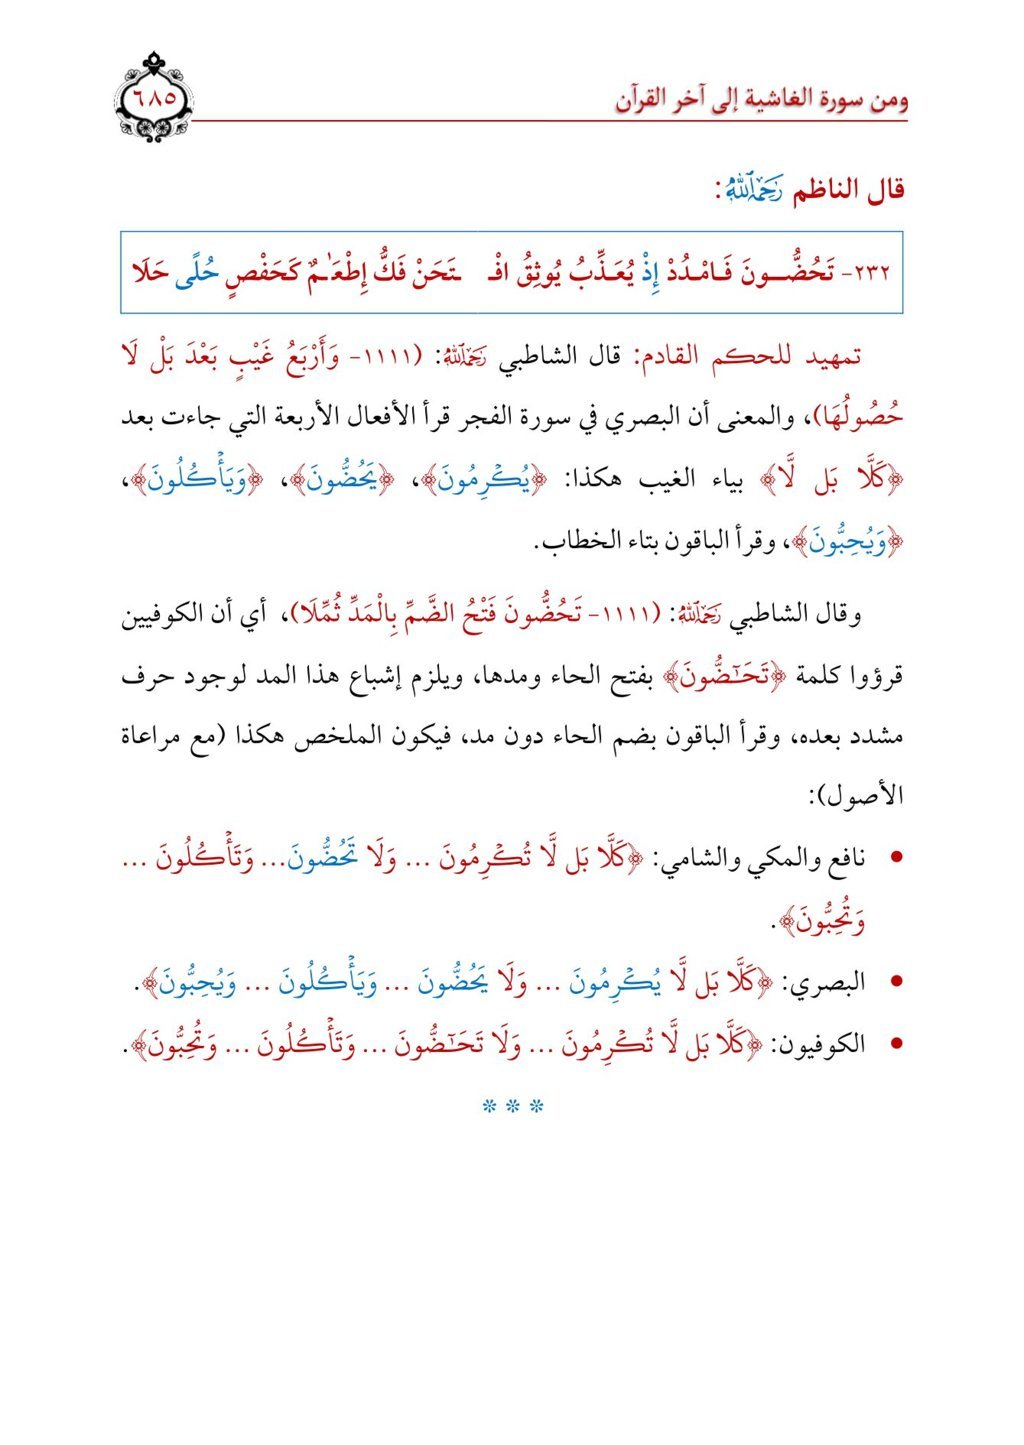 ومن سورة الغاشية إلى آخر القرآن
٦٨٥
قال الناظم رَحِمَهُ ٱللَّهُ:
٢٣٢- تَحُضُّـــونَ فَـامْـدُدْ إِذْ يُعَـذِّبُ يُوثِقُ افْـ ـتَحَنْ فَكُّ إِطْعَـٰـمٌ كَحَفْصٍ حُلًى حَلَا
تمهيد للحكم القادم: قال الشاطبي رَحِمَهُ ٱللَّهُ: (١١١١- وَأَرْبَعُ غَيْبٍ بَعْدَ بَلْ لَا
حُصُولُهَا)، والمعنى أن البصري في سورة الفجر قرأ الأفعال الأربعة التي جاءت بعد
﴿كَلَّا بَل لَّا﴾ بياء الغيب هكذا: ﴿يُكْرِمُونَ﴾، ﴿يَحُضُّونَ﴾، ﴿وَيَأْكُلُونَ﴾،
﴿وَيُحِبُّونَ﴾، وقرأ الباقون بتاء الخطاب.
وقال الشاطبي رَحِمَهُ ٱللَّهُ: (١١١١- تَحُضُّونَ فَتْحُ الضَّمِّ بِالْمَدِّ ثُمِّلَا)، أي أن الكوفيين
قرؤوا كلمة ﴿تَحَـٰٓضُّونَ﴾ بفتح الحاء ومدها، ويلزم إشباع هذا المد لوجود حرف
مشدد بعده، وقرأ الباقون بضم الحاء دون مد، فيكون الملخص هكذا (مع مراعاة
الأصول):
• نافع والمكي والشامي: ﴿كَلَّا بَل لَّا تُكْرِمُونَ ... وَلَا تَحُضُّونَ... وَتَأْكُلُونَ ...
وَتُحِبُّونَ﴾.
• البصري: ﴿كَلَّا بَل لَّا يُكْرِمُونَ ... وَلَا يَحُضُّونَ ... وَيَأْكُلُونَ ... وَيُحِبُّونَ﴾.
• الكوفيون: ﴿كَلَّا بَل لَّا تُكْرِمُونَ ... وَلَا تَحَـٰٓضُّونَ ... وَتَأْكُلُونَ ... وَتُحِبُّونَ﴾.
* * *